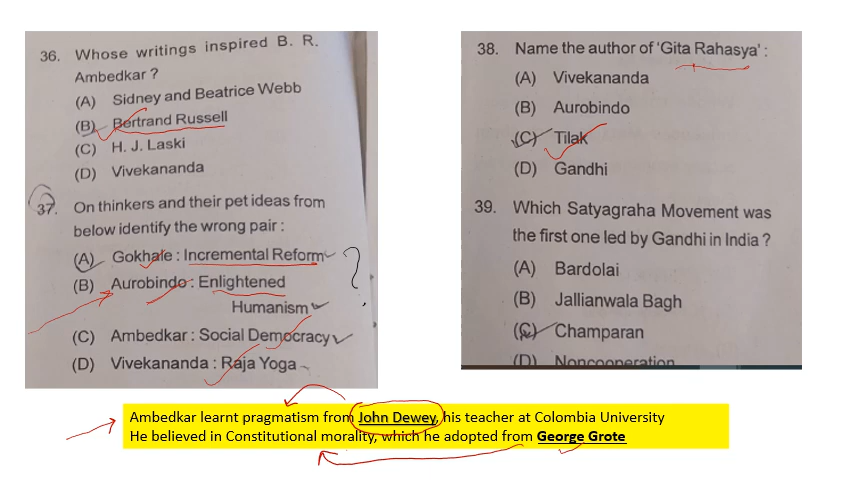 36. Whose writings inspired B. R.
Ambedkar ?
(A) Sidney and Beatrice Webb
(B) Bertrand Russell
(C) H. J. Laski
(D) Vivekananda
37. On thinkers and their pet ideas from
below identify the wrong pair :
(A) Gokhale : Incremental Reform
(B) Aurobindo : Enlightened
Humanism
(C) Ambedkar : Social Democracy
(D) Vivekananda : Raja Yoga
?
38. Name the author of 'Gita Rahasya' :
(A) Vivekananda
(B) Aurobindo
(C) Tilak
(D) Gandhi
39. Which Satyagraha Movement was
the first one led by Gandhi in India ?
(A) Bardolai
(B) Jallianwala Bagh
(C) Champaran
(D) Noncooperation
Ambedkar learnt pragmatism from John Dewey, his teacher at Colombia University
He believed in Constitutional morality, which he adopted from George Grote